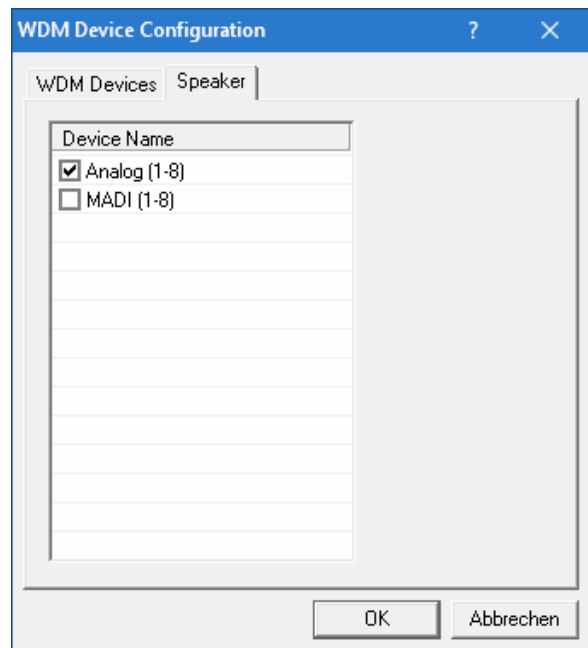 WDM Device Configuration ? ×
WDM Devices Speaker
Device Name
Analog (1-8)
MADI (1-8)
OK Abbrechen